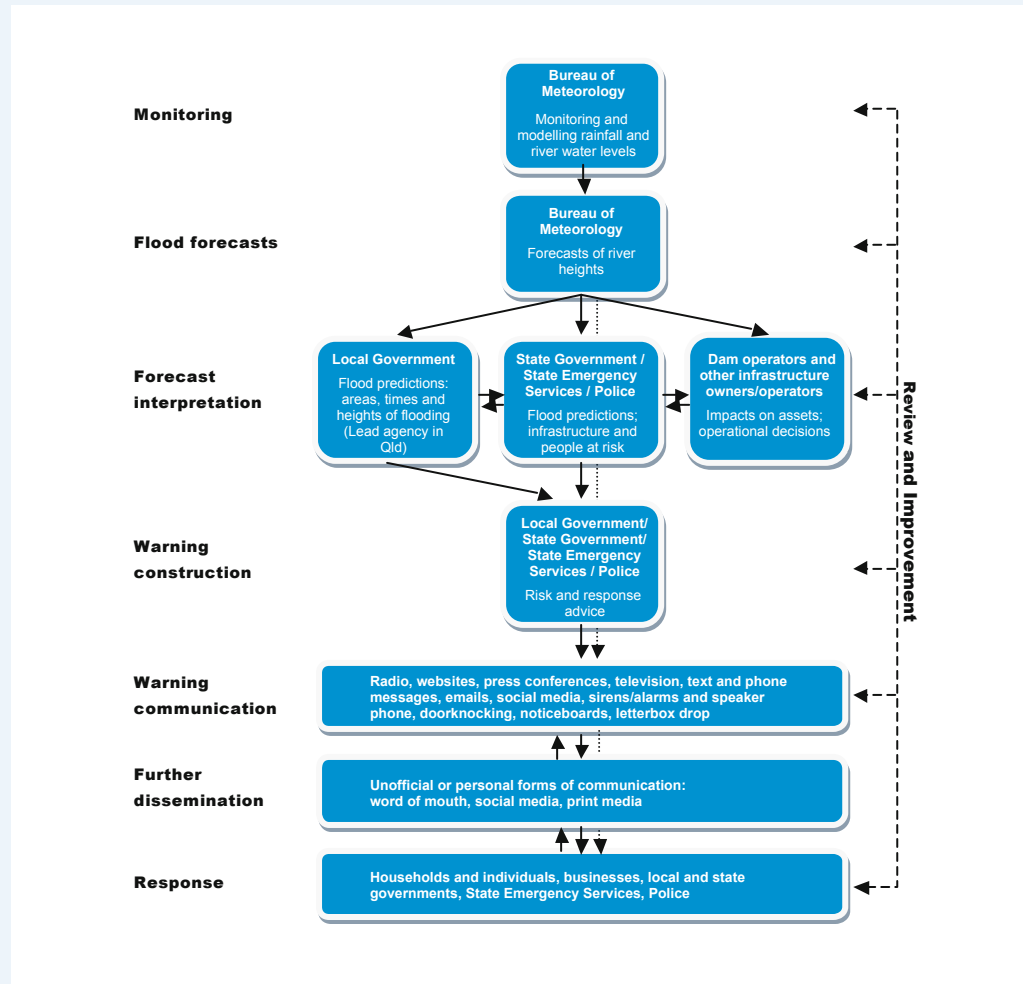 Monitoring
Bureau of
Meteorology
Monitoring and
modelling rainfall and
river water levels
Flood forecasts
Bureau of
Meteorology
Forecasts of river
heights
Forecast
interpretation
Local Government
Flood predictions:
areas, times and
heights of flooding
(Lead agency in
Qld)
State Government /
State Emergency
Services / Police
Flood predictions;
infrastructure and
people at risk
Dam operators and
other infrastructure
owners/operators
Impacts on assets;
operational decisions
Warning
construction
Local Government/
State Government/
State Emergency
Services / Police
Risk and response
advice
Warning
communication
Radio, websites, press conferences, television, text and phone
messages, emails, social media, sirens/alarms and speaker
phone, doorknocking, noticeboards, letterbox drop
Further
dissemination
Unofficial or personal forms of communication:
word of mouth, social media, print media
Response
Households and individuals, businesses, local and state
governments, State Emergency Services, Police
Review and Improvement